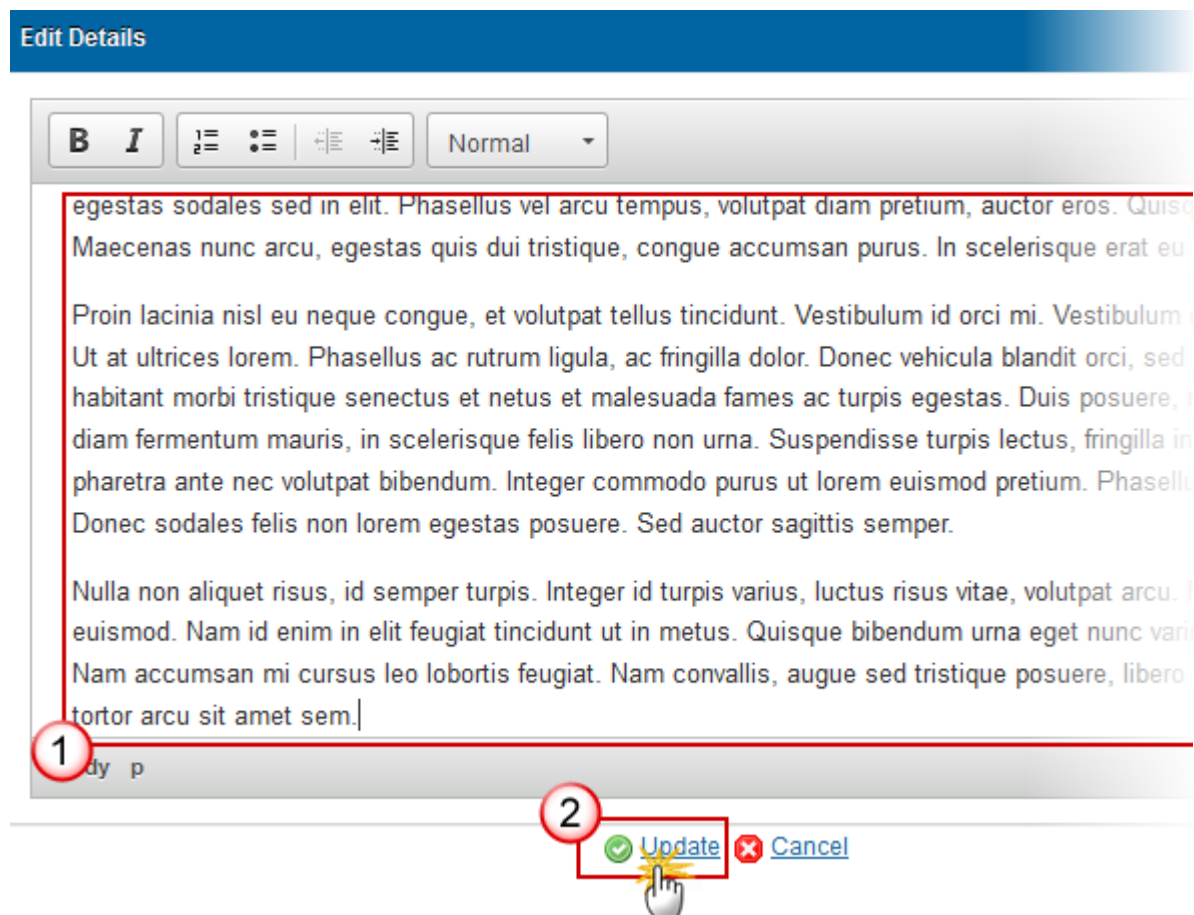 Edit Details
B I Normal
egestas sodales sed in elit. Phasellus vel arcu tempus, volutpat diam pretium, auctor eros.
Maecenas nunc arcu, egestas quis dui tristique, congue accumsan purus. In scelerisque erat eu
Proin lacinia nisl eu neque congue, et volutpat tellus tincidunt. Vestibulum id orci mi. Vestibulum
Ut at ultrices lorem. Phasellus ac rutrum ligula, ac fringilla dolor. Donec vehicula blandit orci, sed
habitant morbi tristique senectus et netus et malesuada fames ac turpis egestas. Duis posuere,
diam fermentum mauris, in scelerisque felis libero non urna. Suspendisse turpis lectus, fringilla in
pharetra ante nec volutpat bibendum. Integer commodo purus ut lorem euismod pretium.
Donec sodales felis non lorem egestas posuere. Sed auctor sagittis semper.
Nulla non aliquet risus, id semper turpis. Integer id turpis varius, luctus risus vitae, volutpat arcu.
euismod. Nam id enim in elit feugiat tincidunt ut in metus. Quisque bibendum urna eget nunc
Nam accumsan mi cursus leo lobortis feugiat. Nam convallis, augue sed tristique posuere, libero
tortor arcu sit amet sem.
1
p
2
Update Cancel